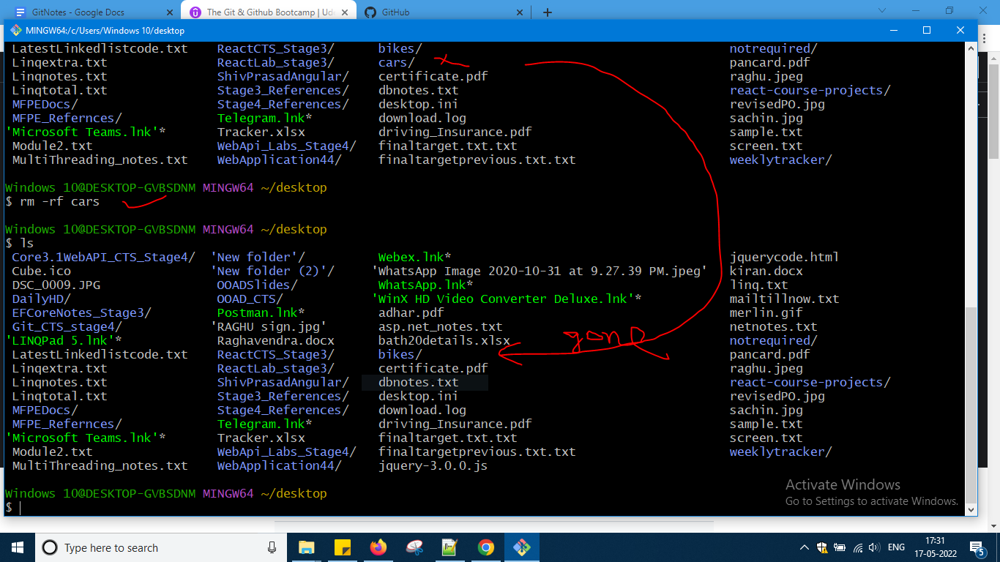 GitNotes - Google Docs The Git & Github Bootcamp | Ud GitHub
MINGW64:/c/Users/Windows 10/desktop
LatestLinkedlistcode.txt ReactCTS_Stage3/ bikes/ notrequired/
Linqextra.txt ReactLab_stage3/ cars/ pancard.pdf
Linqnotes.txt ShivPrasadAngular/ certificate.pdf raghu.jpeg
Linqtotal.txt Stage3_References/ dbnotes.txt react-course-projects/
MFPEDocs/ Stage4_References/ desktop.ini revisedPO.jpg
MFPE_Refernces/ Telegram.lnk* download.log sachin.jpg
'Microsoft Teams.lnk'* Tracker.xlsx driving_Insurance.pdf sample.txt
Module2.txt WebApi_Labs_Stage4/ finaltarget.txt.txt screen.txt
MultiThreading_notes.txt WebApplication44/ finaltargetprevious.txt.txt weeklytracker/
Windows 10@DESKTOP-GVBSDNM MINGW64 ~/desktop
$ rm -rf cars
Windows 10@DESKTOP-GVBSDNM MINGW64 ~/desktop
$ ls
Core3.1WebAPI_CTS_Stage4/ 'New folder'/ Webex.lnk* jquerycode.html
Cube.ico 'New folder (2)'/ 'WhatsApp Image 2020-10-31 at 9.27.39 PM.jpeg' kiran.docx
DSC_0009.JPG OOADSlides/ WhatsApp.lnk* linq.txt
DailyHD/ OOAD_CTS/ 'WinX HD Video Converter Deluxe.lnk'* mailtillnow.txt
EFCoreNotes_Stage3/ Postman.lnk* adhar.pdf merlin.gif
Git_CTS_stage4/ 'RAGHU sign.jpg' asp.net_notes.txt netnotes.txt
'LINQPad 5.lnk'* Raghavendra.docx bath20details.xlsx notrequired/
LatestLinkedlistcode.txt ReactCTS_Stage3/ bikes/ pancard.pdf
Linqextra.txt ReactLab_stage3/ certificate.pdf raghu.jpeg
Linqnotes.txt ShivPrasadAngular/ dbnotes.txt react-course-projects/
Linqtotal.txt Stage3_References/ desktop.ini revisedPO.jpg
MFPEDocs/ Stage4_References/ download.log sachin.jpg
MFPE_Refernces/ Telegram.lnk* driving_Insurance.pdf sample.txt
'Microsoft Teams.lnk'* Tracker.xlsx finaltarget.txt.txt screen.txt
Module2.txt WebApi_Labs_Stage4/ finaltargetprevious.txt.txt weeklytracker/
MultiThreading_notes.txt WebApplication44/ jquery-3.0.0.js
Windows 10@DESKTOP-GVBSDNM MINGW64 ~/desktop
$
Activate Windows
Go to Settings to activate Windows.
Type here to search ENG 17:31
17-05-2022 5